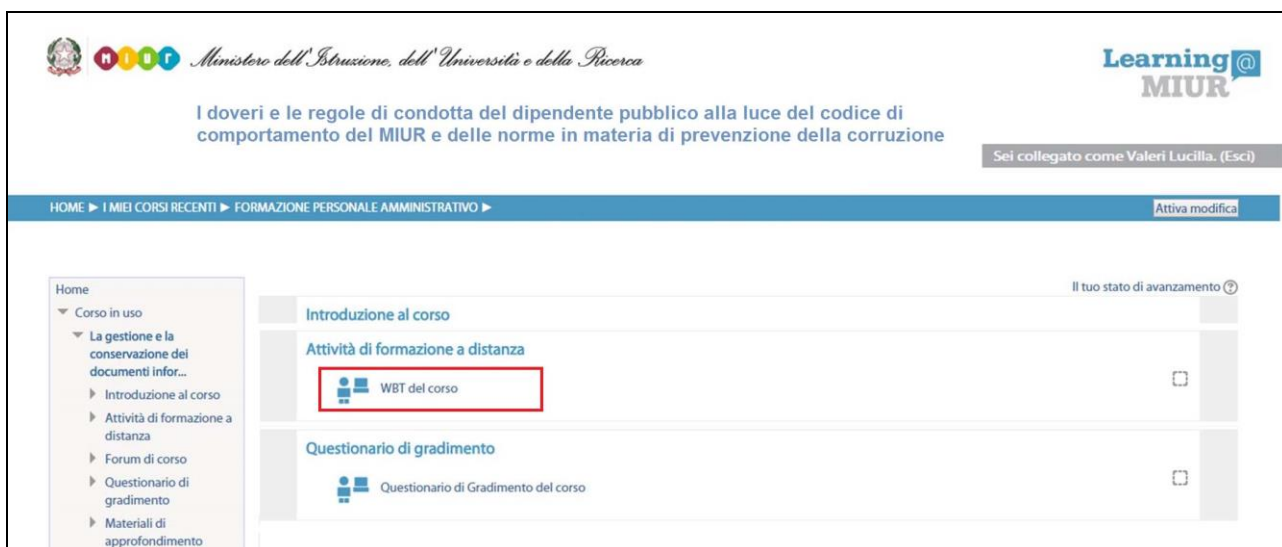 MIUR Ministero dell'Istruzione, dell'Università e della Ricerca
Learning@
MIUR
I doveri e le regole di condotta del dipendente pubblico alla luce del codice di
comportamento del MIUR e delle norme in materia di prevenzione della corruzione
Sei collegato come Valeri Lucilla. (Esci)
HOME ► I MIEI CORSI RECENTI ► FORMAZIONE PERSONALE AMMINISTRATIVO ►
Attiva modifica
Home
Corso in uso
La gestione e la
conservazione dei
documenti infor...
Introduzione al corso
Attività di formazione a
distanza
Forum di corso
Questionario di
gradimento
Materiali di
approfondimento
Il tuo stato di avanzamento ?
Introduzione al corso
Attività di formazione a distanza
WBT del corso
Questionario di gradimento
Questionario di Gradimento del corso